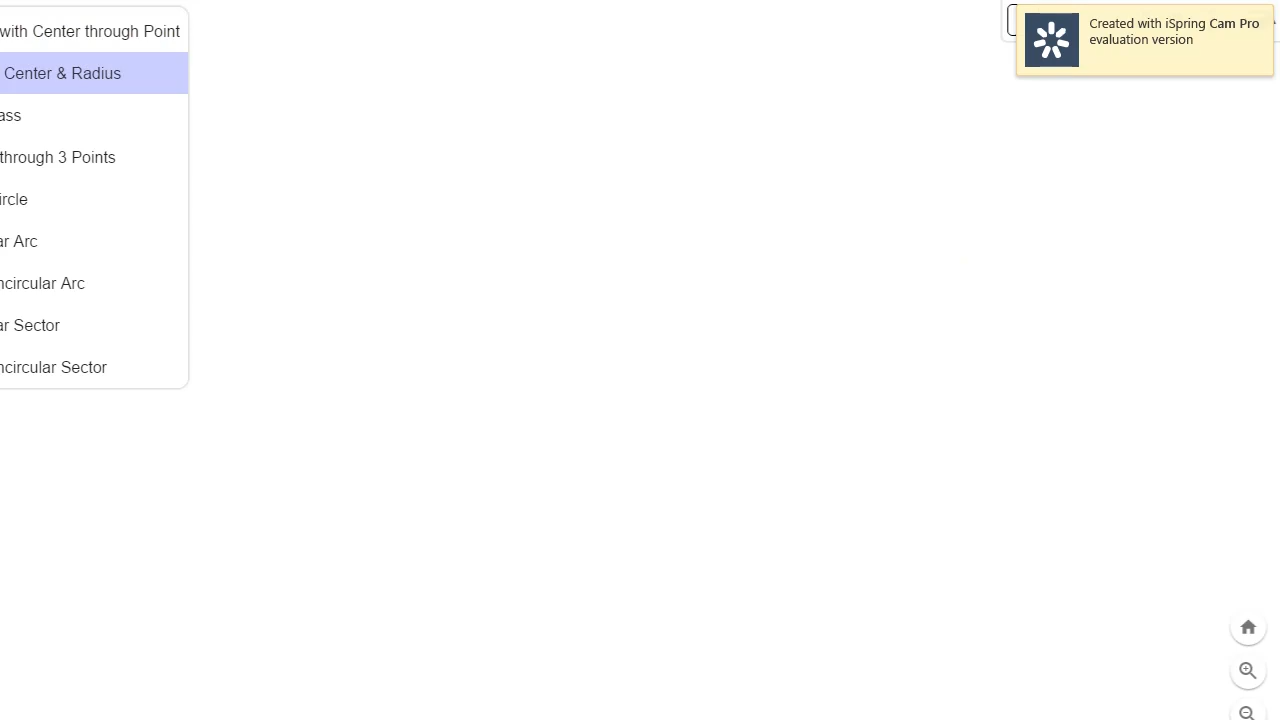 with Center through Point
Center & Radius
ass
through 3 Points
ircle
ar Arc
ncircular Arc
ar Sector
ncircular Sector
Created with iSpring Cam Pro
evaluation version